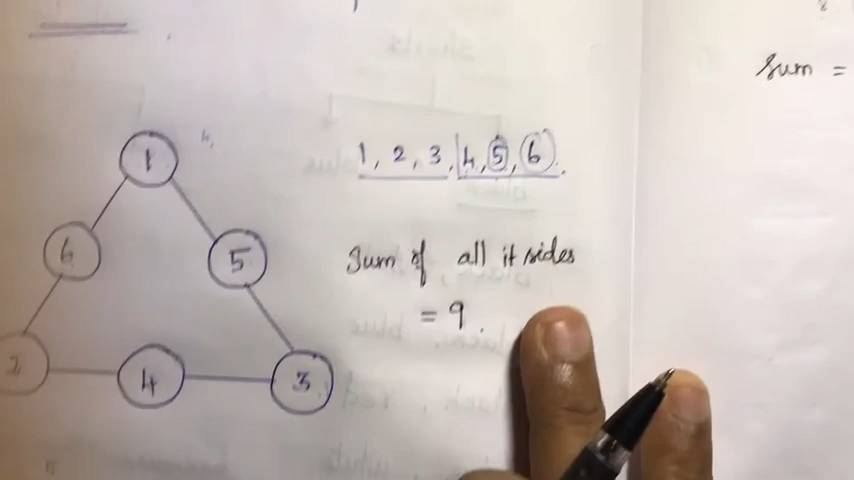 Sum =
1
1, 2, 3, 4, 5, 6.
6
5
Sum of all it sides
= 9.
2
4
3